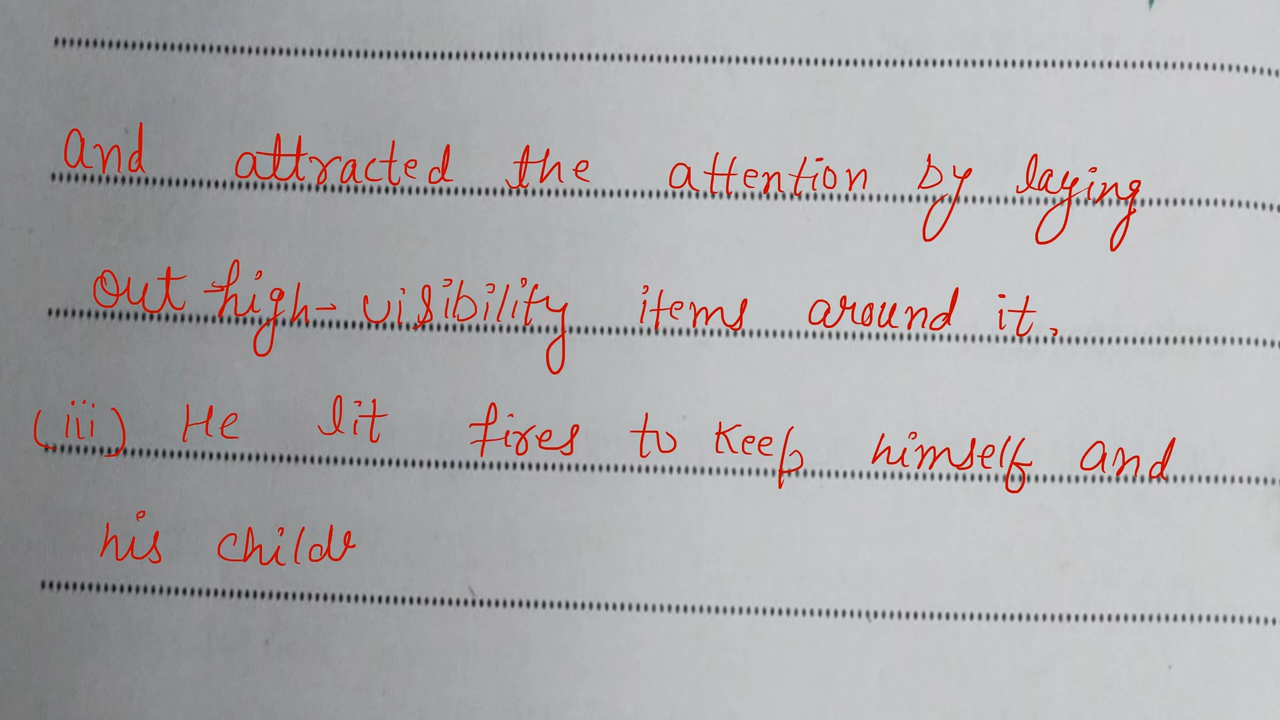 and attracted the attention by laying
out high-visibility items around it.
(iii) He lit fires to keep himself and
his childr